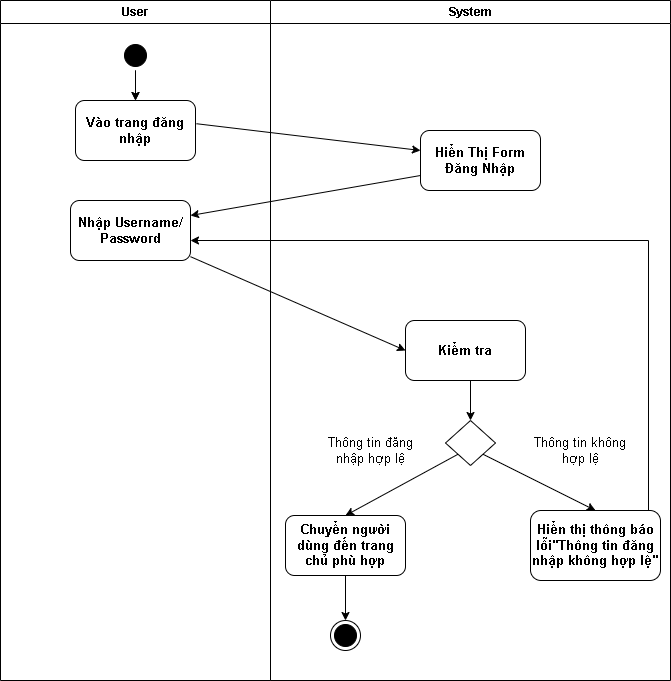 User
System
Vào trang đăng
nhập
Hiển Thị Form
Đăng Nhập
Nhập Username/
Password
Kiểm tra
Thông tin đăng
nhập hợp lệ
Thông tin không
hợp lệ
Chuyển người
dùng đến trang
chủ phù hợp
Hiển thị thông báo
lỗi"Thông tin đăng
nhập không hợp lệ"